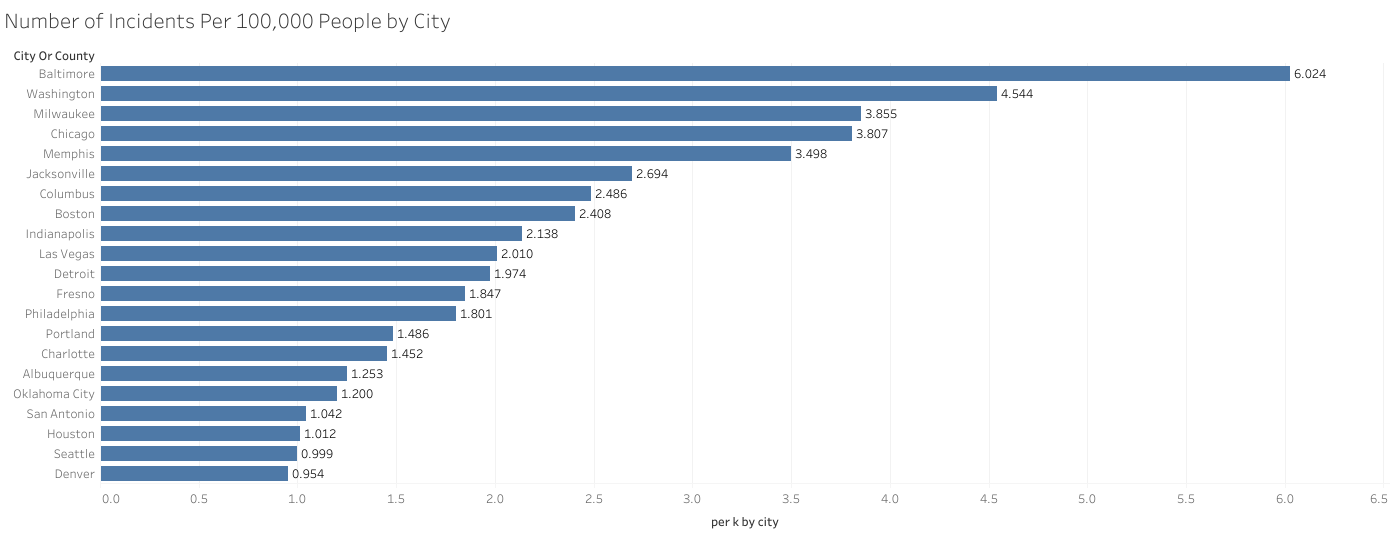 Number of Incidents Per 100,000 People by City
City Or County
Baltimore 6.024
Washington 4.544
Milwaukee 3.855
Chicago 3.807
Memphis 3.498
Jacksonville 2.694
Columbus 2.486
Boston 2.408
Indianapolis 2.138
Las Vegas 2.010
Detroit 1.974
Fresno 1.847
Philadelphia 1.801
Portland 1.486
Charlotte 1.452
Albuquerque 1.253
Oklahoma City 1.200
San Antonio 1.042
Houston 1.012
Seattle 0.999
Denver 0.954
0.0 0.5 1.0 1.5 2.0 2.5 3.0 3.5 4.0 4.5 5.0 5.5 6.0 6.5
per k by city